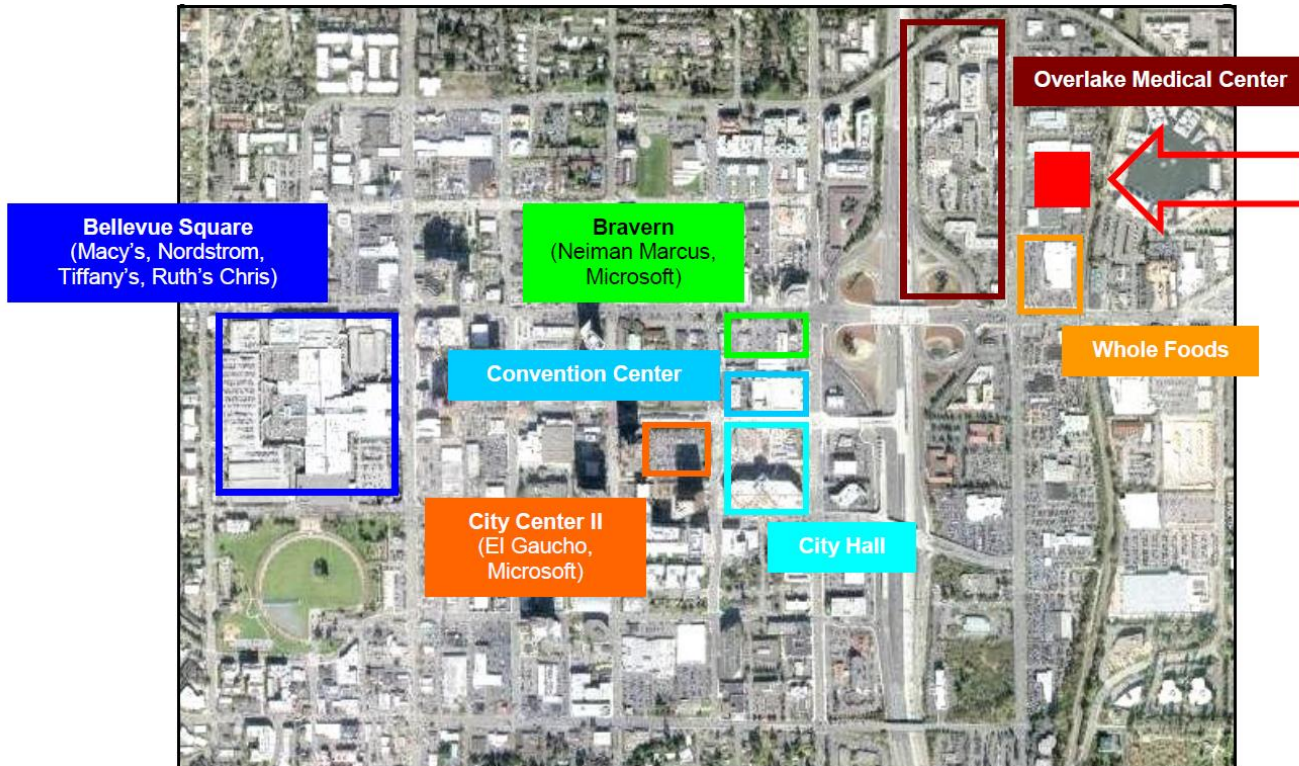 Overlake Medical Center
Bellevue Square
(Macy's, Nordstrom,
Tiffany's, Ruth's Chris)
Bravern
(Neiman Marcus,
Microsoft)
Whole Foods
Convention Center
City Center II
(El Gaucho,
Microsoft)
City Hall